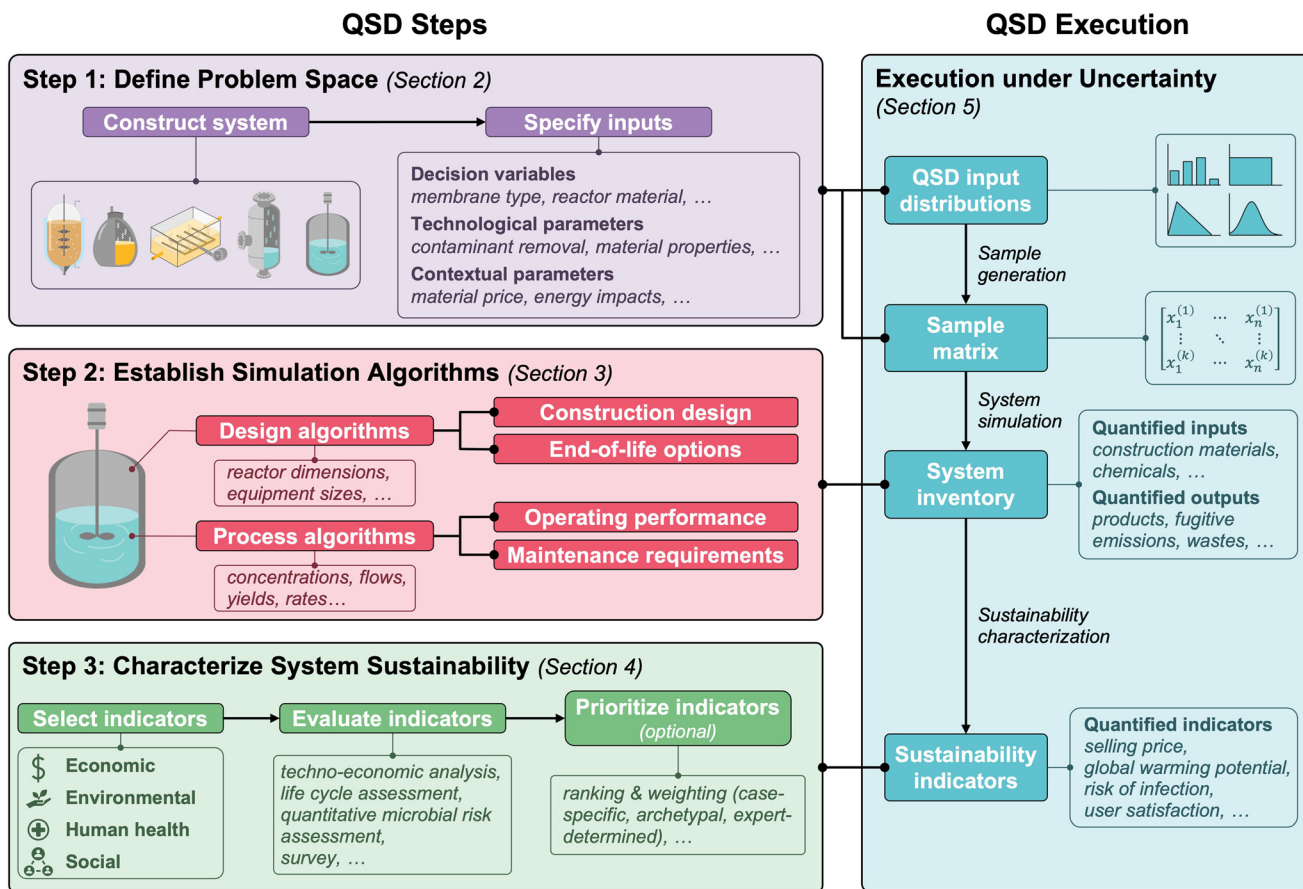 QSD Steps
QSD Execution
Step 1: Define Problem Space (Section 2)
Construct system
Specify inputs
Decision variables
membrane type, reactor material, …
Technological parameters
contaminant removal, material properties, …
Contextual parameters
material price, energy impacts, …
Step 2: Establish Simulation Algorithms (Section 3)
Design algorithms
reactor dimensions,
equipment sizes, …
Construction design
End-of-life options
Process algorithms
concentrations, flows,
yields, rates…
Operating performance
Maintenance requirements
Step 3: Characterize System Sustainability (Section 4)
Select indicators
$ Economic
Environmental
Human health
Social
Evaluate indicators
techno-economic analysis,
life cycle assessment,
quantitative microbial risk
assessment,
survey, …
Prioritize indicators
(optional)
ranking & weighting (case-
specific, archetypal, expert-
determined), …
Execution under Uncertainty
(Section 5)
QSD input
distributions
Sample
generation
Sample
matrix
x₁⁽¹⁾ ⋯ xₙ⁽¹⁾
⋮ ⋱ ⋮
x₁⁽ᵏ⁾ ⋯ xₙ⁽ᵏ⁾
System
simulation
System
inventory
Quantified inputs
construction materials,
chemicals, …
Quantified outputs
products, fugitive
emissions, wastes, …
Sustainability
characterization
Sustainability
indicators
Quantified indicators
selling price,
global warming potential,
risk of infection,
user satisfaction, …